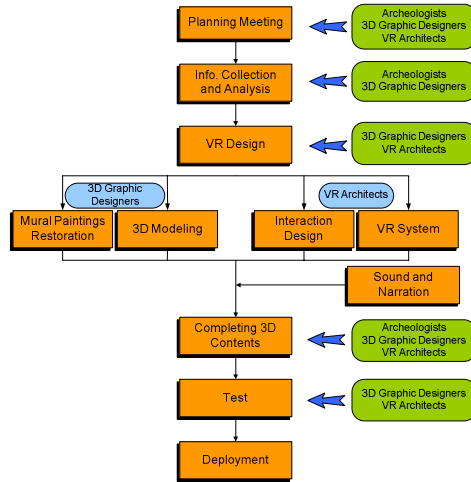 Planning Meeting
Archeologists
3D Graphic Designers
VR Architects
Info. Collection
and Analysis
Archeologists
3D Graphic Designers
VR Design
3D Graphic Designers
VR Architects
3D Graphic
Designers
VR Architects
Mural Paintings
Restoration
3D Modeling
Interaction
Design
VR System
Sound and
Narration
Completing 3D
Contents
Archeologists
3D Graphic Designers
VR Architects
Test
3D Graphic Designers
VR Architects
Deployment